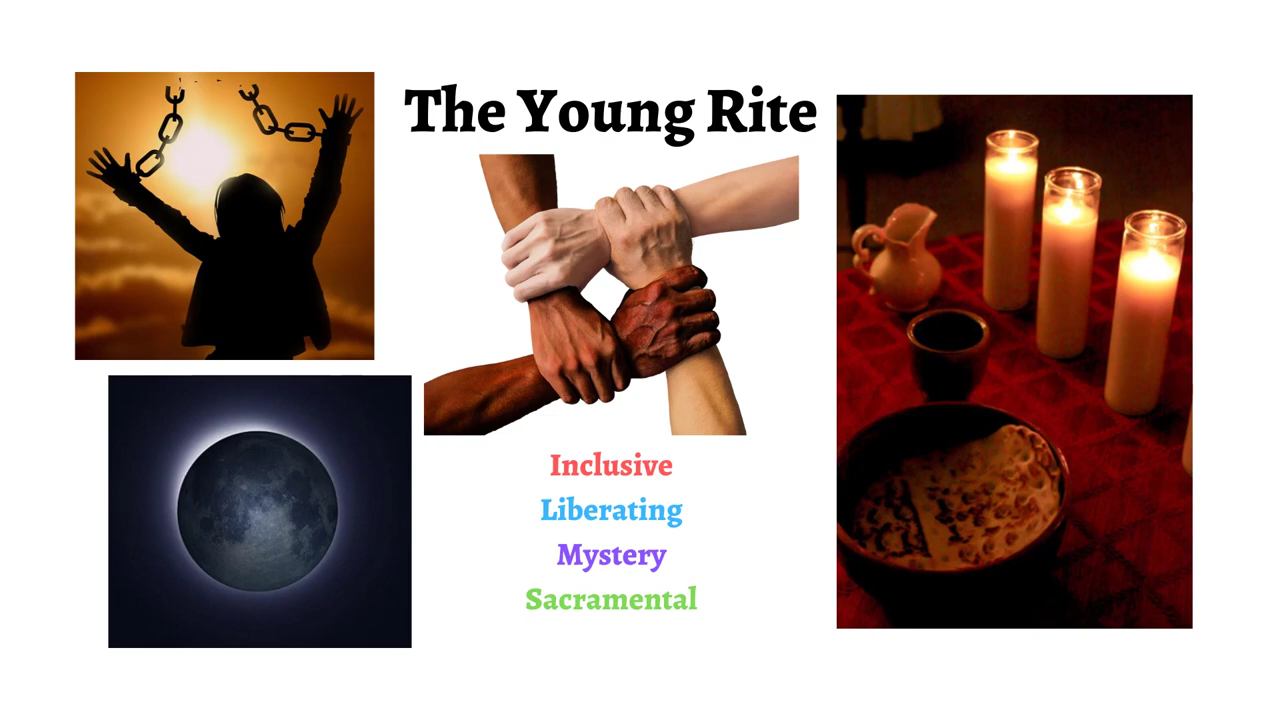 The Young Rite
Inclusive
Liberating
Mystery
Sacramental